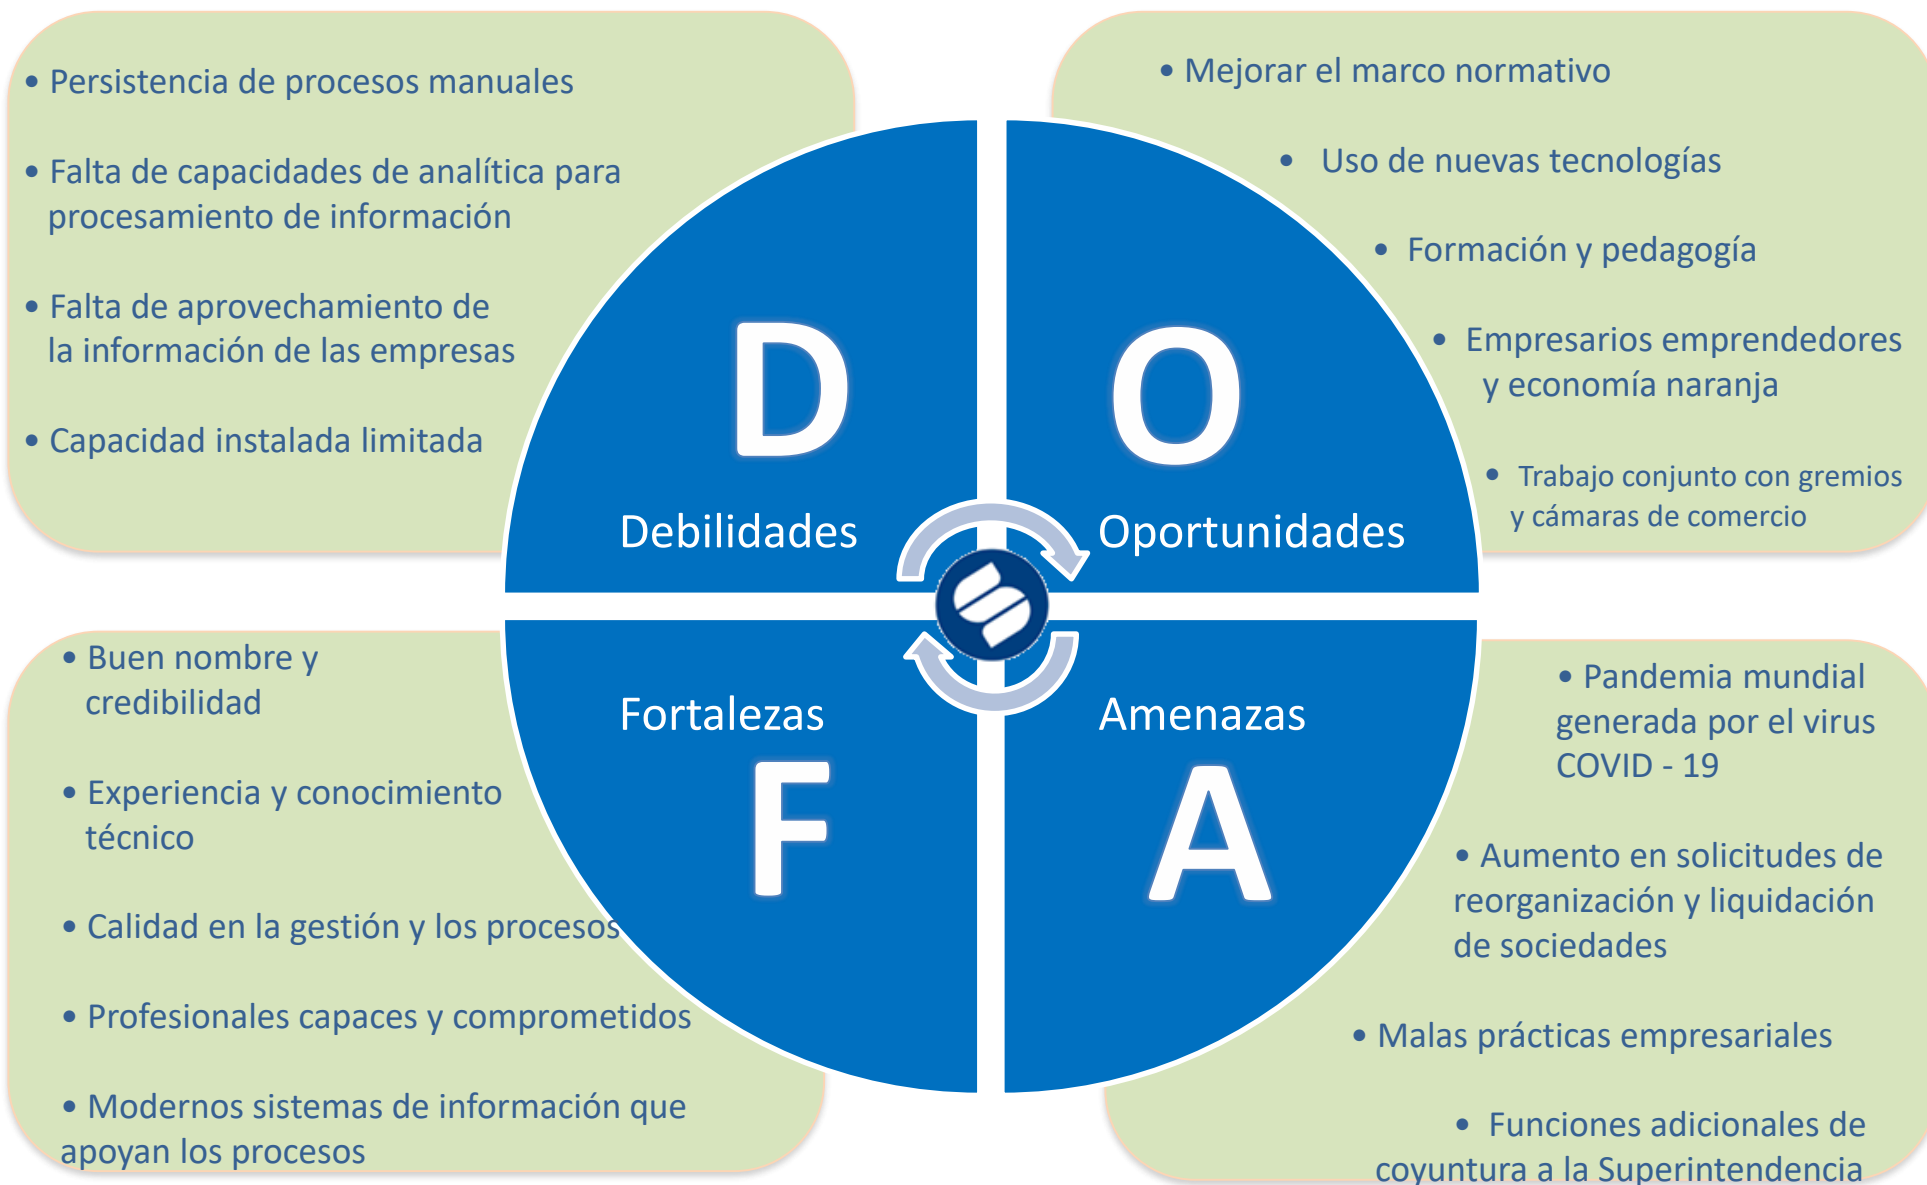 • Persistencia de procesos manuales
• Falta de capacidades de analítica para
procesamiento de información
• Falta de aprovechamiento de
la información de las empresas
• Capacidad instalada limitada
D
Debilidades
• Mejorar el marco normativo
• Uso de nuevas tecnologías
• Formación y pedagogía
• Empresarios emprendedores
y economía naranja
• Trabajo conjunto con gremios
y cámaras de comercio
O
Oportunidades
• Buen nombre y
credibilidad
• Experiencia y conocimiento
técnico
• Calidad en la gestión y los procesos
• Profesionales capaces y comprometidos
• Modernos sistemas de información que
apoyan los procesos
Fortalezas
F
Amenazas
A
• Pandemia mundial
generada por el virus
COVID - 19
• Aumento en solicitudes de
reorganización y liquidación
de sociedades
• Malas prácticas empresariales
• Funciones adicionales de
coyuntura a la Superintendencia